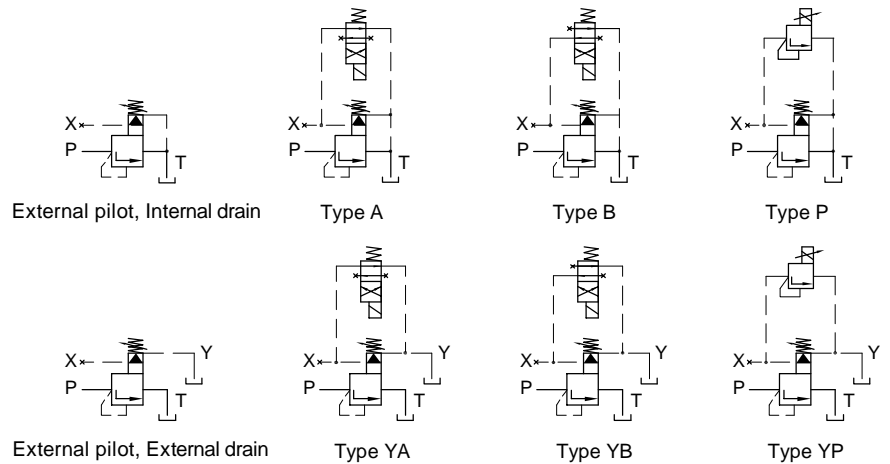 X
P
T
External pilot, Internal drain
X
P
T
Type A
X
P
T
Type B
X
P
T
Type P
X
Y
P
T
External pilot, External drain
X
Y
P
T
Type YA
X
Y
P
T
Type YB
X
Y
P
T
Type YP